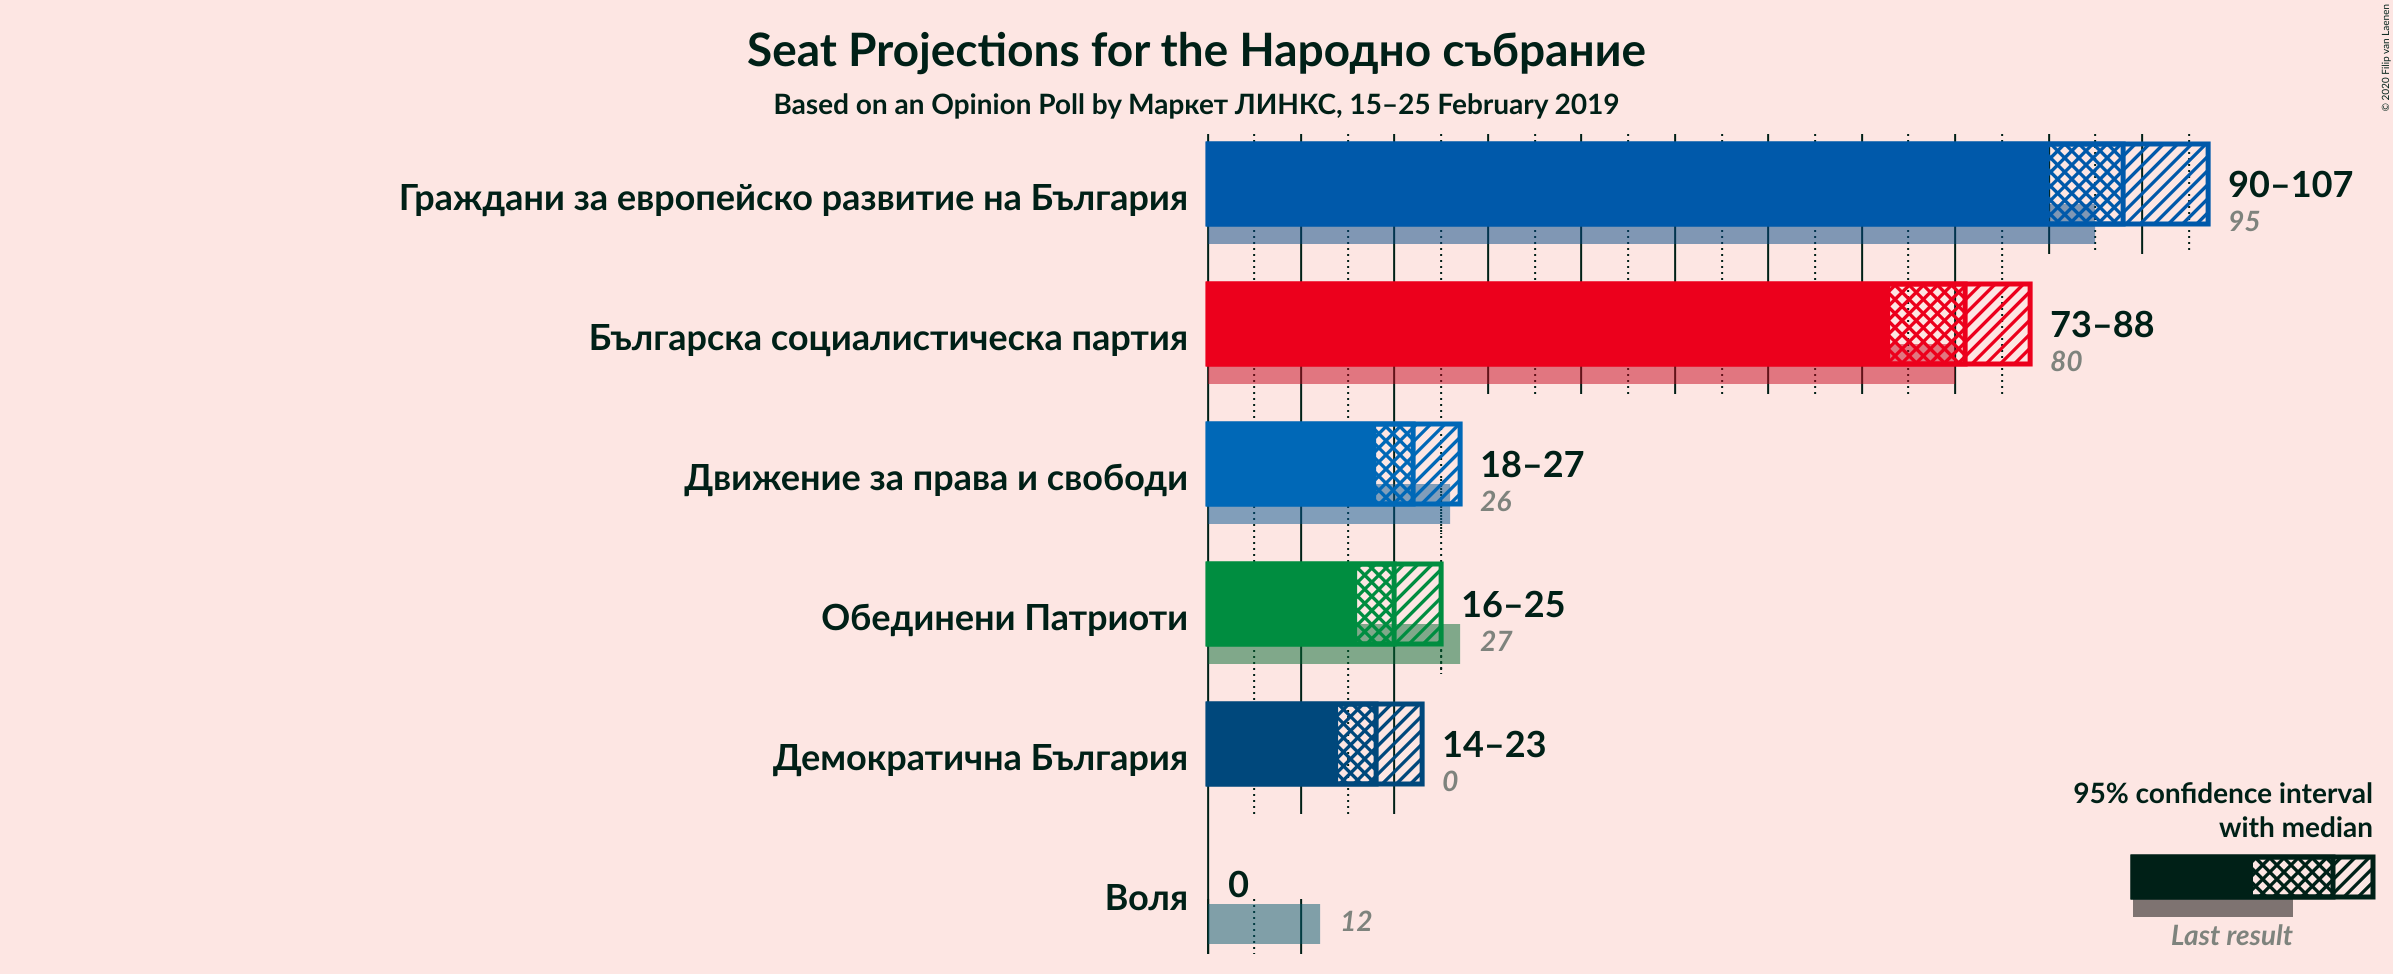 Seat Projections for the Народно събрание
Based on an Opinion Poll by Маркет ЛИНКС, 15–25 February 2019
© 2020 Filip van Laenen
Граждани за европейско развитие на България
90–107
95
Българска социалистическа партия
73–88
80
Движение за права и свободи
18–27
26
Обединени Патриоти
16–25
27
Демократична България
14–23
0
Воля
0
12
95% confidence interval
with median
Last result